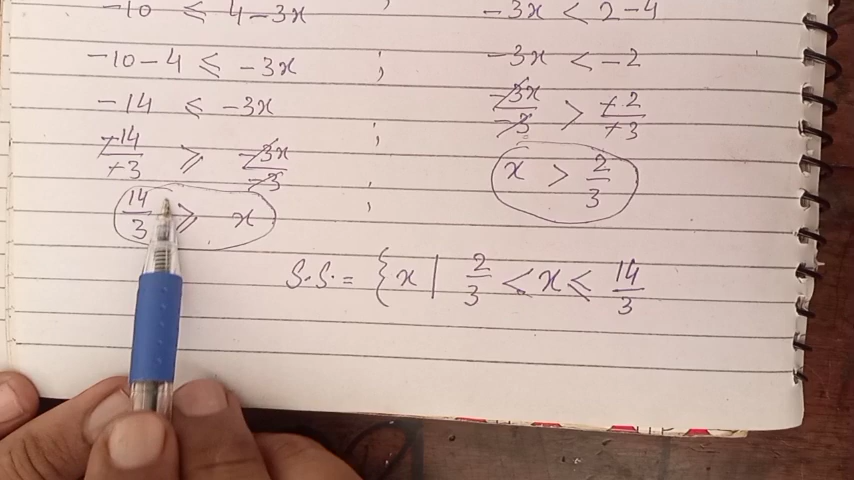 -10 ≤ 4-3x ; -3x < 2-4
-10-4 ≤ -3x ; -3x < -2
-14 ≤ -3x ; -3x/-3 > -2/-3
-14/-3 ≥ -3x/-3 ; x > 2/3
14/3 ≥ x
S.S. = {x | 2/3 < x ≤ 14/3